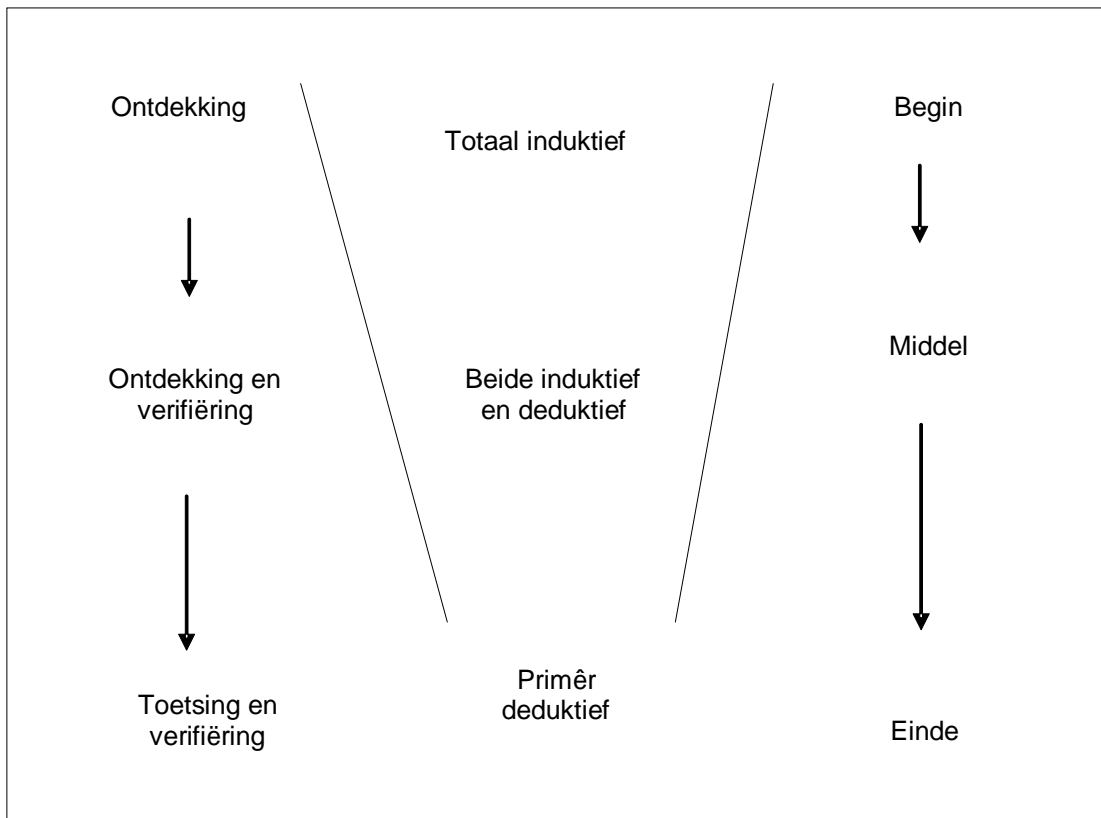 Ontdekking
Totaal induktief
Begin
Middel
Ontdekking en
verifiëring
Beide induktief
en deduktief
Toetsing en
verifiëring
Primêr
deduktief
Einde